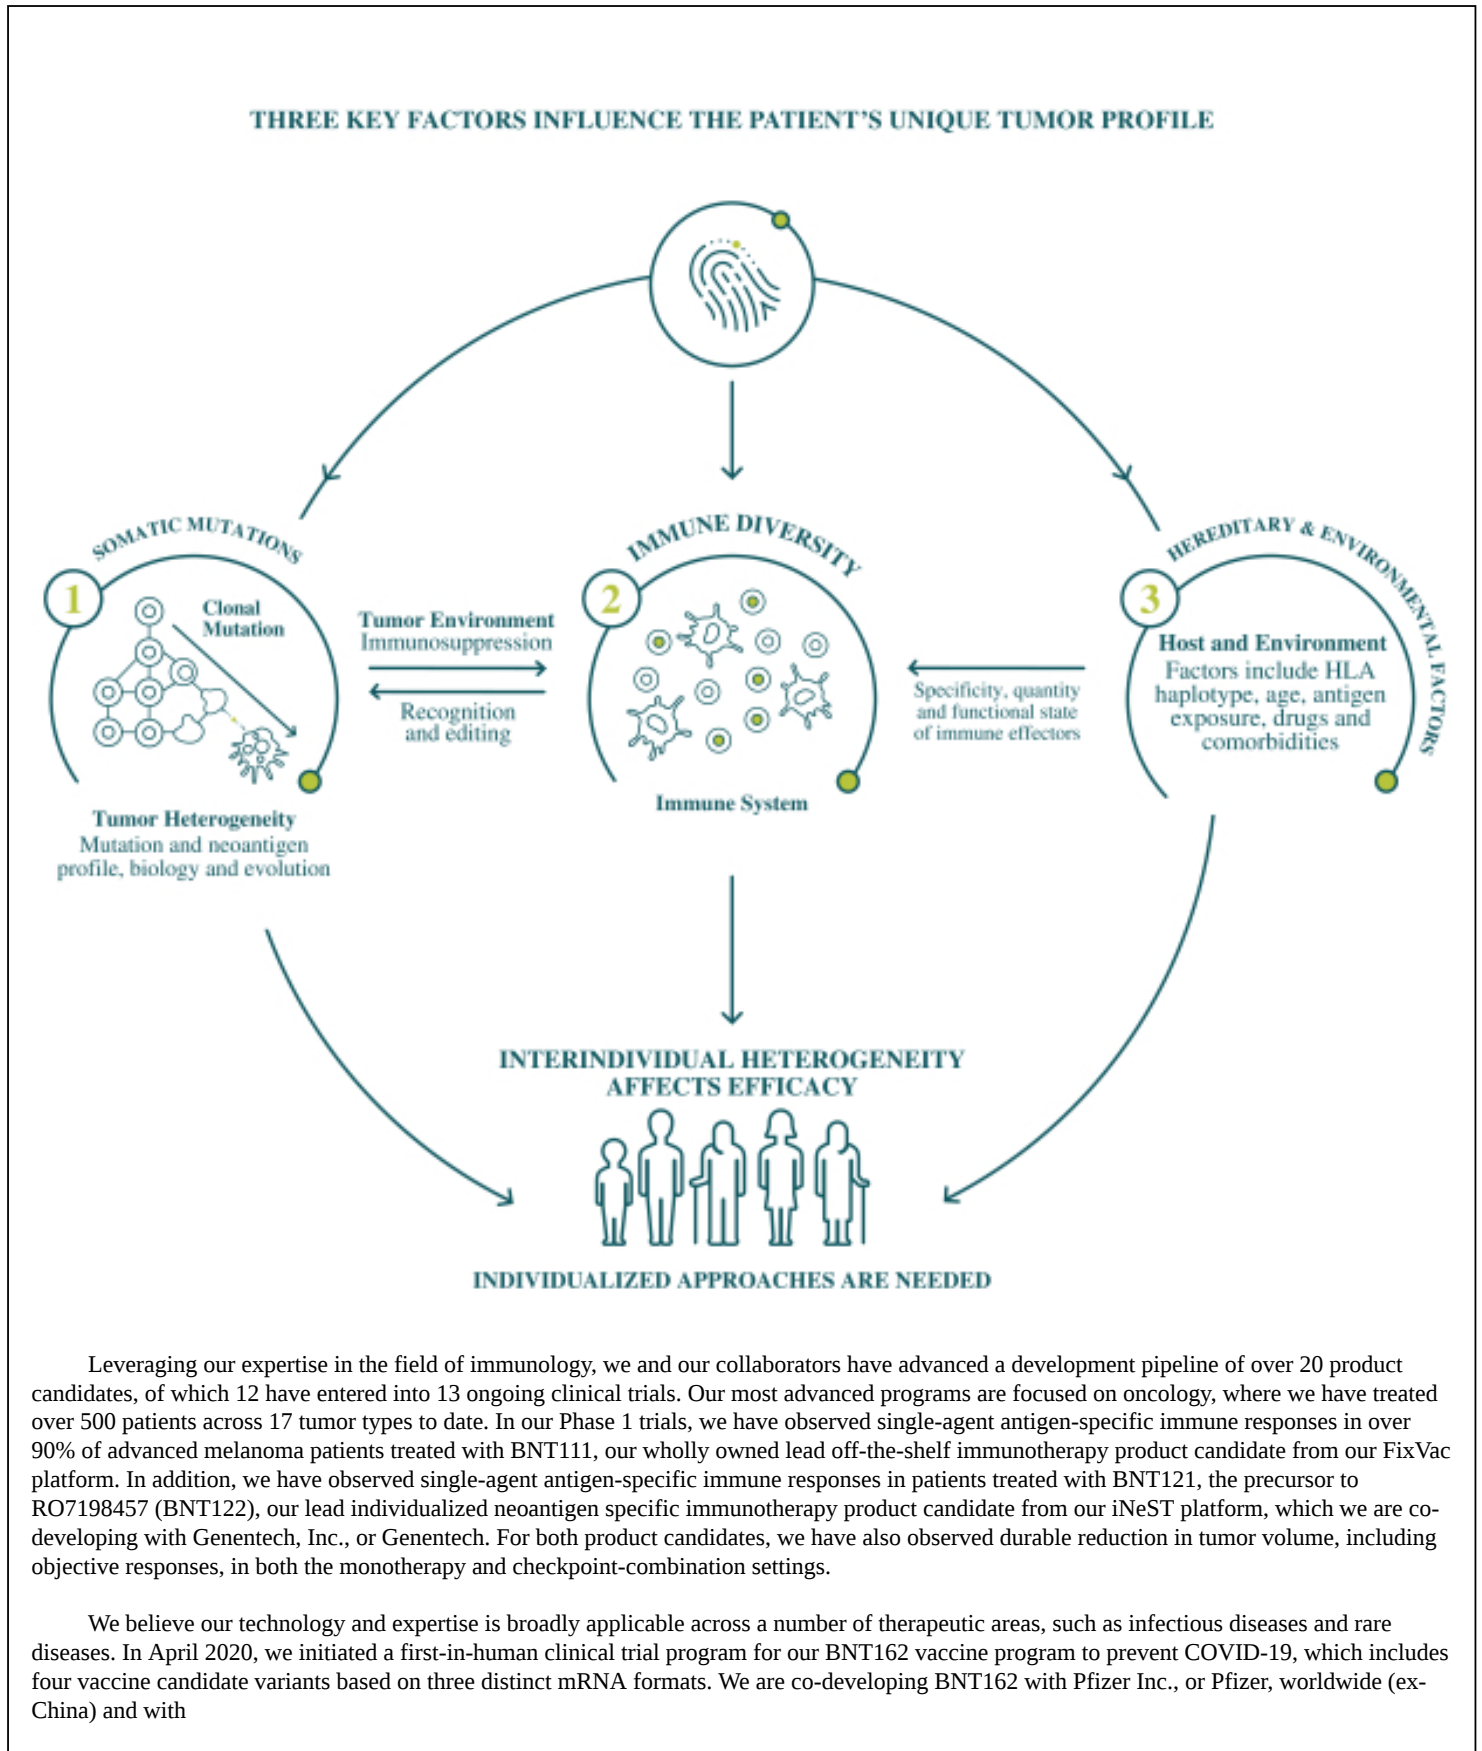 THREE KEY FACTORS INFLUENCE THE PATIENT'S UNIQUE TUMOR PROFILE
SOMATIC MUTATIONS
1
Clonal
Mutation
Tumor Heterogeneity
Mutation and neoantigen
profile, biology and evolution
Tumor Environment
Immunosuppression
Recognition
and editing
IMMUNE DIVERSITY
2
Immune System
Specificity, quantity
and functional state
of immune effectors
HEREDITARY & ENVIRONMENTAL FACTORS
3
Host and Environment
Factors include HLA
haplotype, age, antigen
exposure, drugs and
comorbidities
INTERINDIVIDUAL HETEROGENEITY
AFFECTS EFFICACY
INDIVIDUALIZED APPROACHES ARE NEEDED
Leveraging our expertise in the field of immunology, we and our collaborators have advanced a development pipeline of over 20 product
candidates, of which 12 have entered into 13 ongoing clinical trials. Our most advanced programs are focused on oncology, where we have treated
over 500 patients across 17 tumor types to date. In our Phase 1 trials, we have observed single-agent antigen-specific immune responses in over
90% of advanced melanoma patients treated with BNT111, our wholly owned lead off-the-shelf immunotherapy product candidate from our FixVac
platform. In addition, we have observed single-agent antigen-specific immune responses in patients treated with BNT121, the precursor to
RO7198457 (BNT122), our lead individualized neoantigen specific immunotherapy product candidate from our iNeST platform, which we are co-
developing with Genentech, Inc., or Genentech. For both product candidates, we have also observed durable reduction in tumor volume, including
objective responses, in both the monotherapy and checkpoint-combination settings.
We believe our technology and expertise is broadly applicable across a number of therapeutic areas, such as infectious diseases and rare
diseases. In April 2020, we initiated a first-in-human clinical trial program for our BNT162 vaccine program to prevent COVID-19, which includes
four vaccine candidate variants based on three distinct mRNA formats. We are co-developing BNT162 with Pfizer Inc., or Pfizer, worldwide (ex-
China) and with